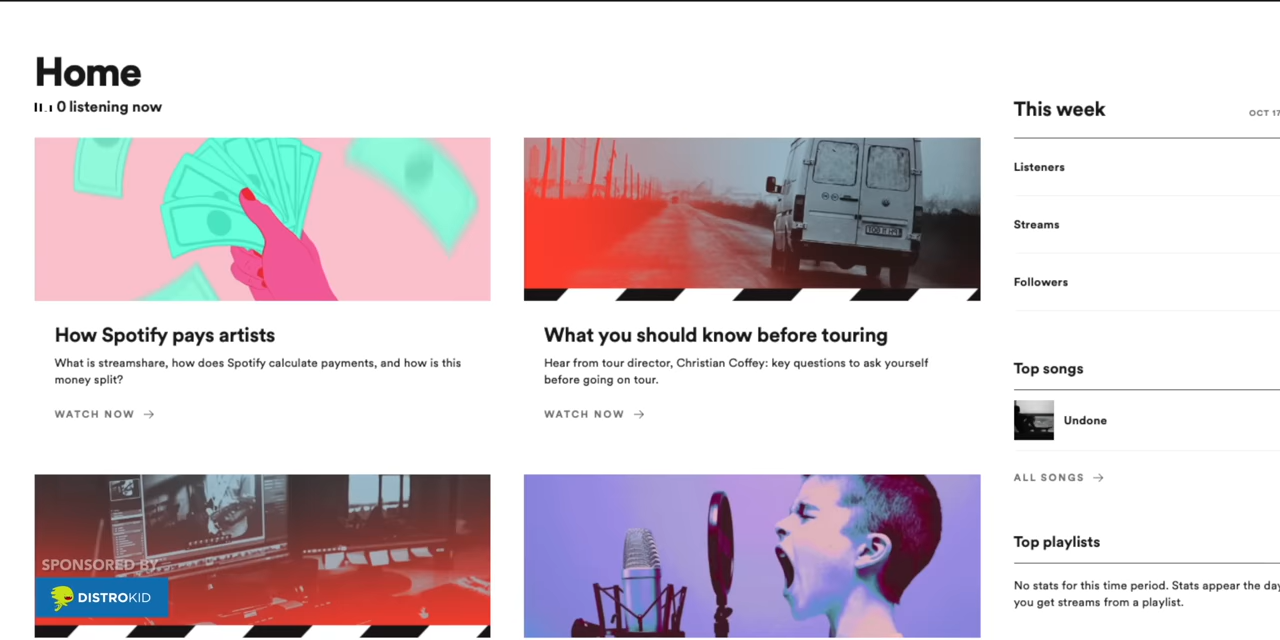 Home
0 listening now
How Spotify pays artists
What is streamshare, how does Spotify calculate payments, and how is this
money split?
WATCH NOW →
What you should know before touring
Hear from tour director, Christian Coffey: key questions to ask yourself
before going on tour.
WATCH NOW →
SPONSORED BY
DISTROKID
This week
OCT 17
Listeners
Streams
Followers
Top songs
Undone
ALL SONGS →
Top playlists
No stats for this time period. Stats appear the day
you get streams from a playlist.